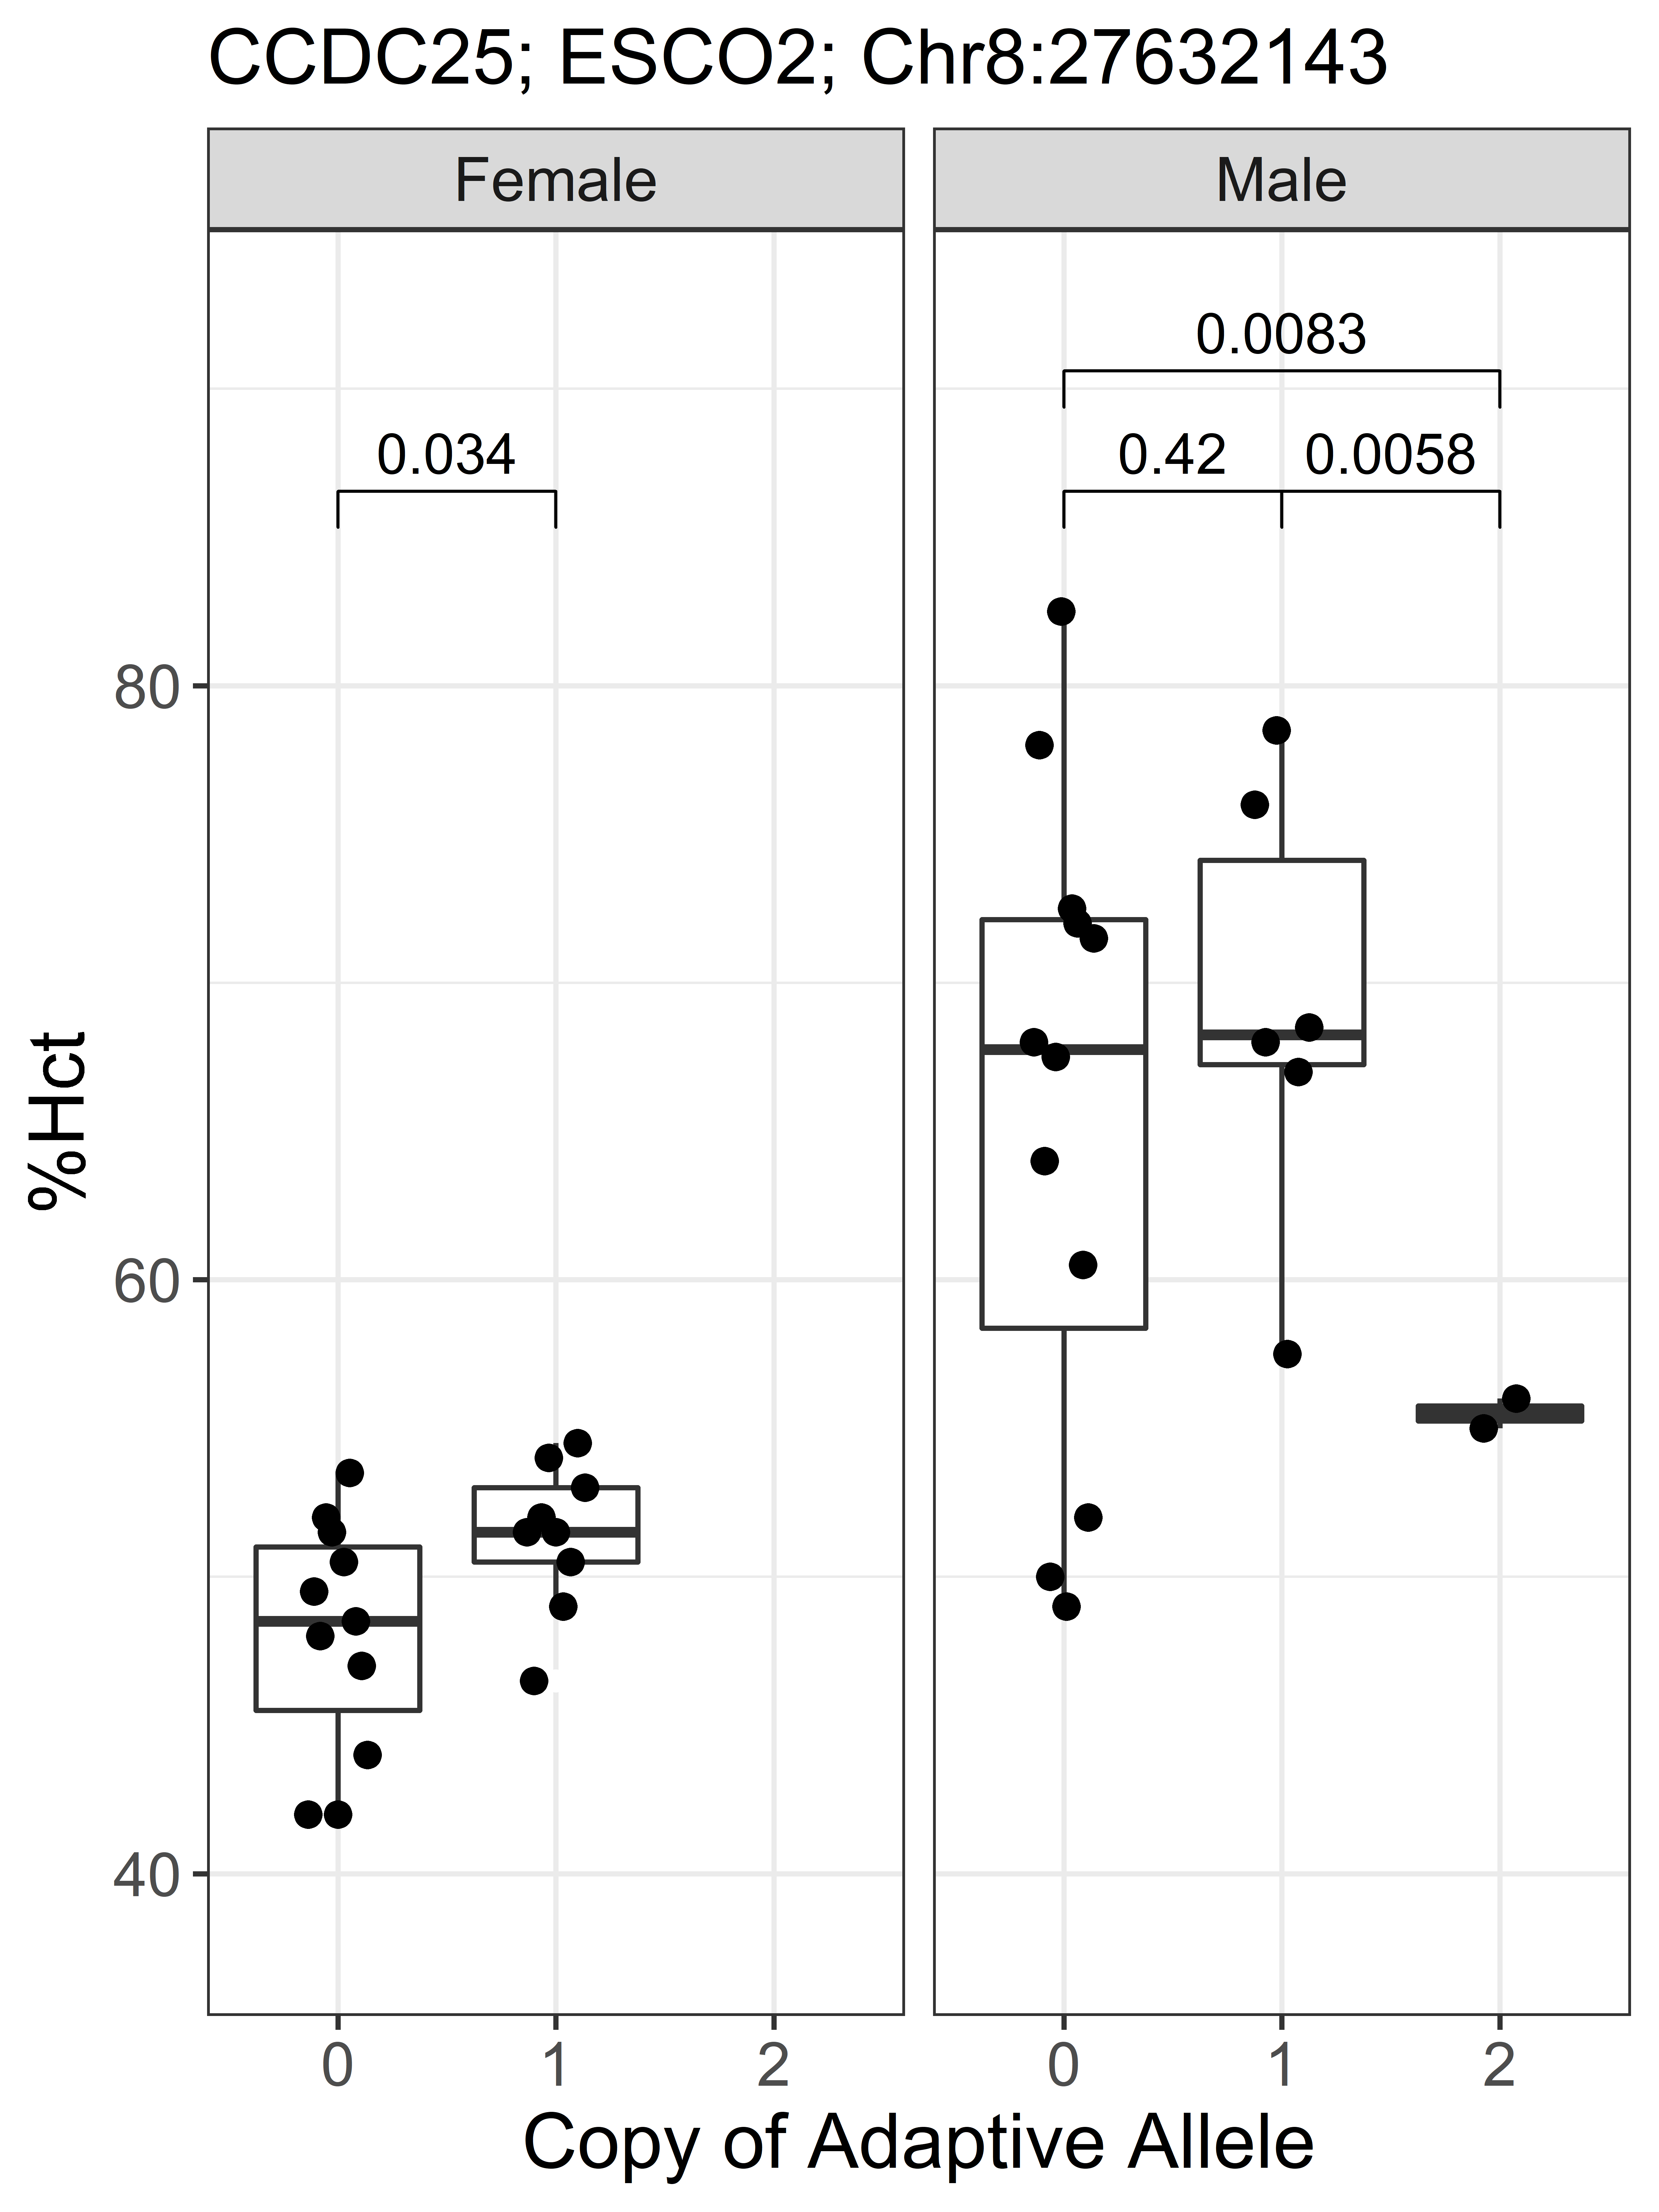 CCDC25; ESCO2; Chr8:27632143
Female
Male
0.0083
0.034
0.42
0.0058
80
60
40
%Hct
0 1 2
0 1 2
Copy of Adaptive Allele